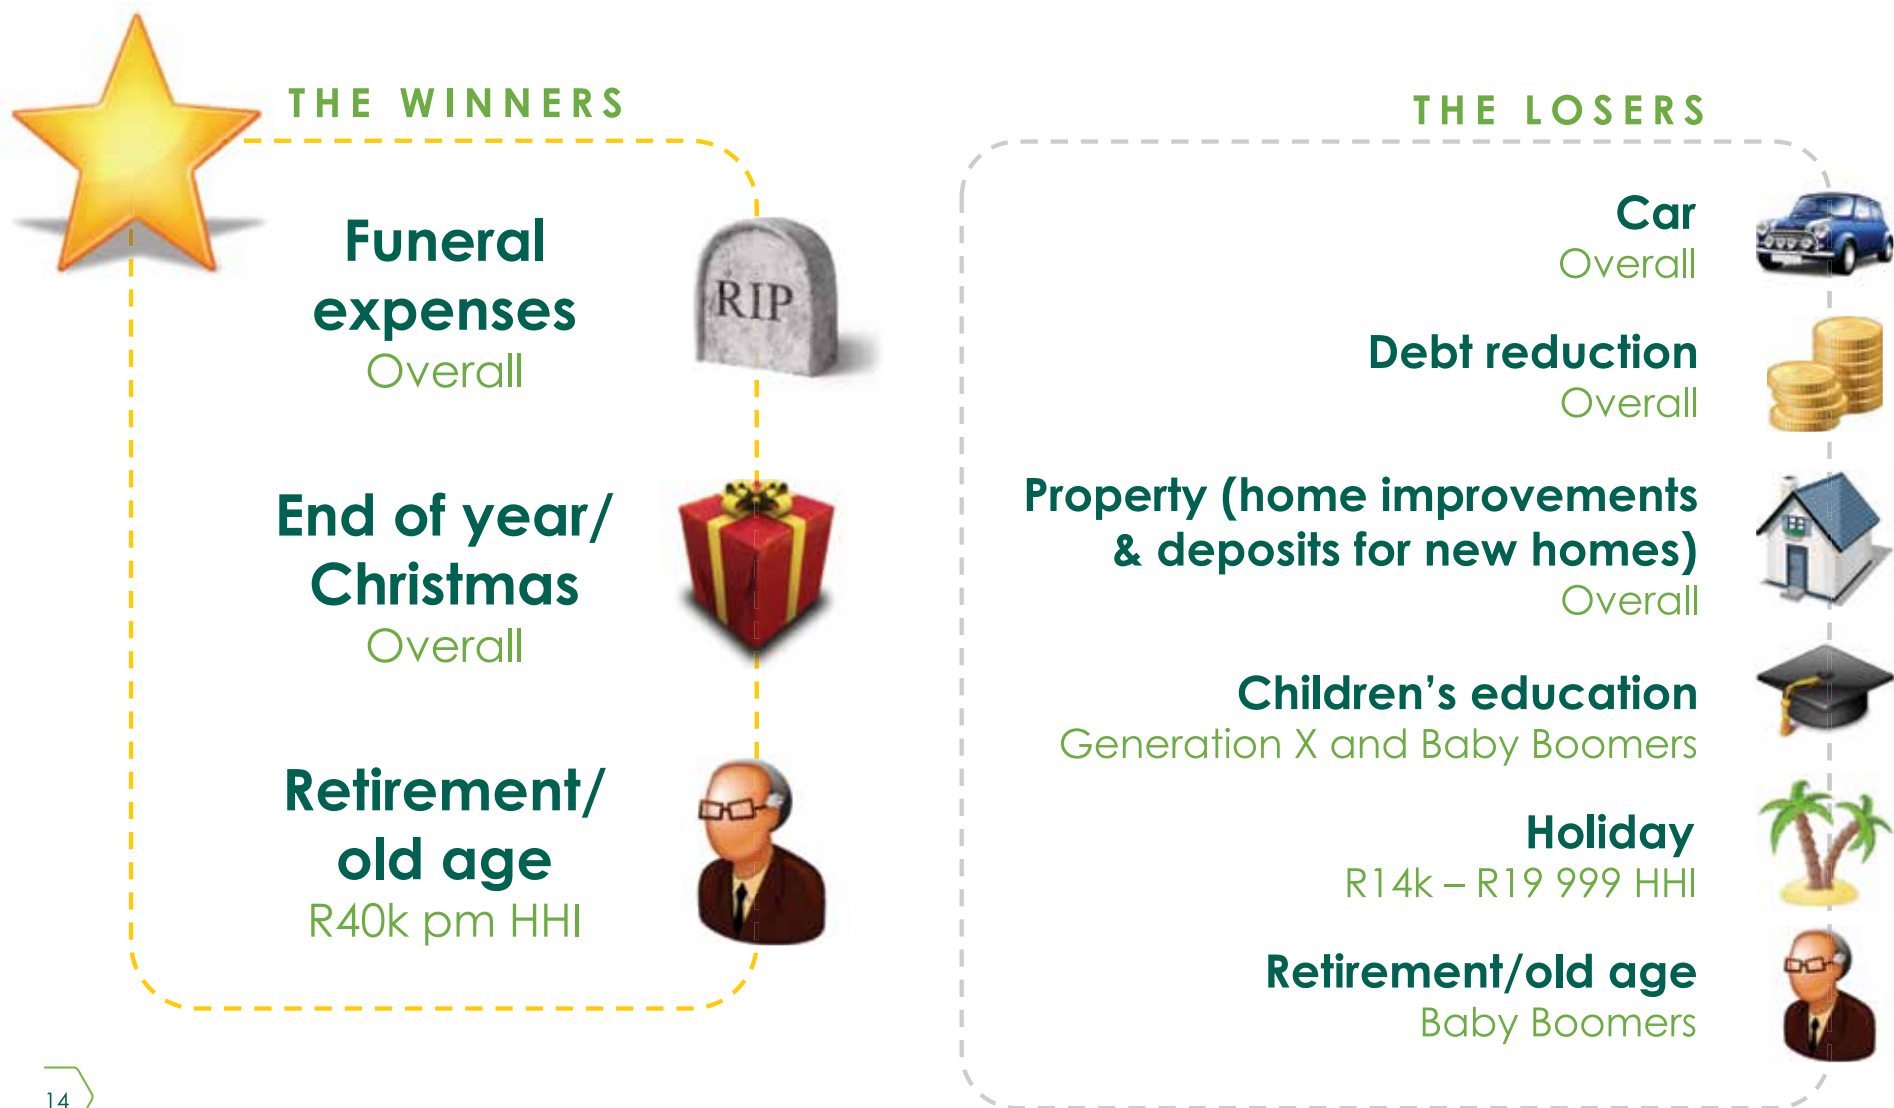 THE WINNERS
Funeral
expenses
Overall
RIP
End of year/
Christmas
Overall
Retirement/
old age
R40k pm HHI
THE LOSERS
Car
Overall
Debt reduction
Overall
Property (home improvements
& deposits for new homes)
Overall
Children’s education
Generation X and Baby Boomers
Holiday
R14k – R19 999 HHI
Retirement/old age
Baby Boomers
14